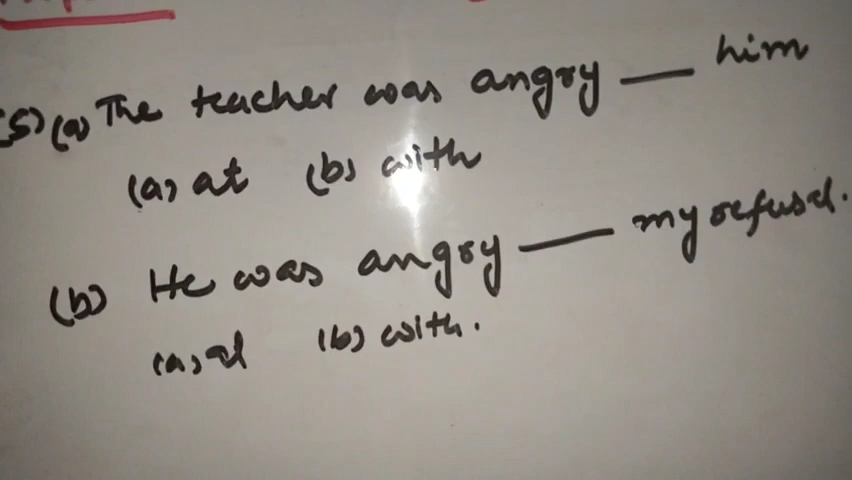 (5) (a) The teacher was angry — him
(a) at (b) with
(b) He was angry — my refusal.
(a) at (b) with.